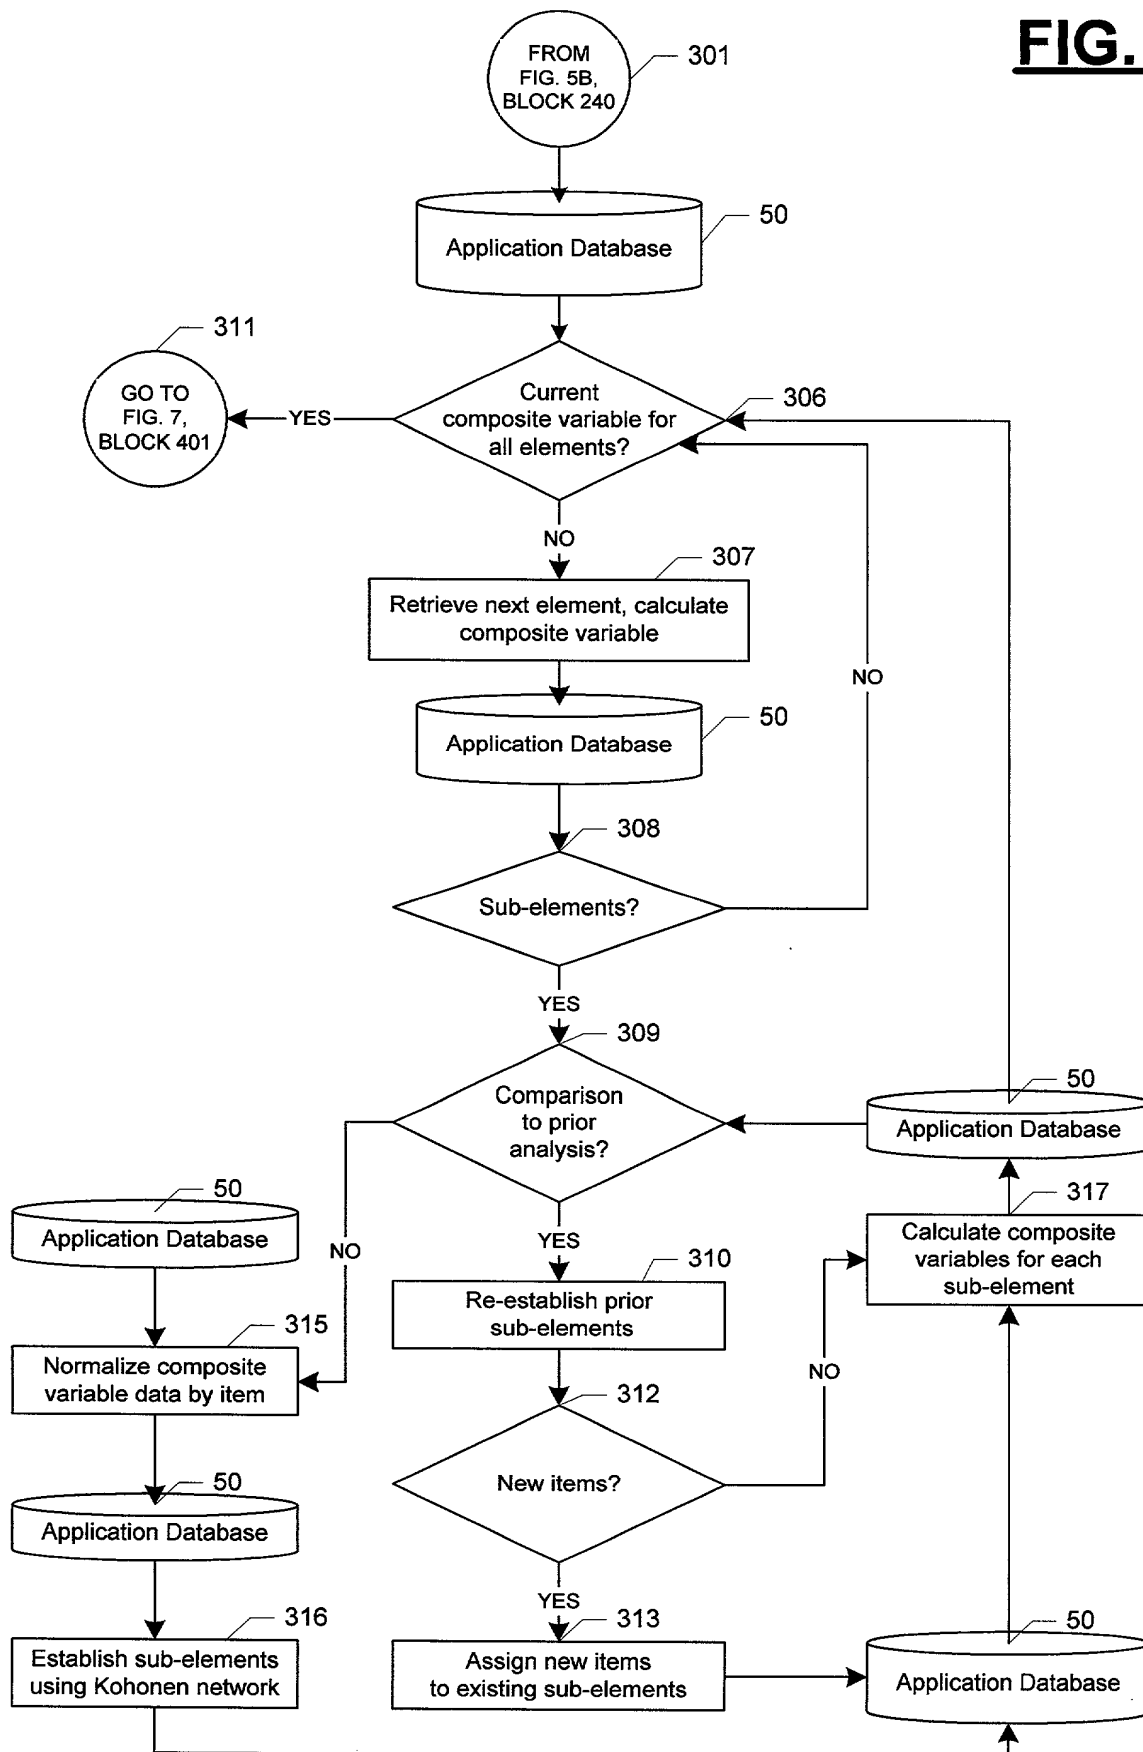 FIG.
FROM
FIG. 5B,
BLOCK 240
301
Application Database
50
311
GO TO
FIG. 7,
BLOCK 401
YES
Current
composite variable for
all elements?
306
NO
307
Retrieve next element, calculate
composite variable
NO
Application Database
50
308
Sub-elements?
YES
309
Comparison
to prior
analysis?
50
Application Database
50
Application Database
NO
YES
317
Calculate composite
variables for each
sub-element
310
Re-establish prior
sub-elements
315
Normalize composite
variable data by item
NO
312
New items?
50
Application Database
YES
316
Establish sub-elements
using Kohonen network
313
Assign new items
to existing sub-elements
50
Application Database